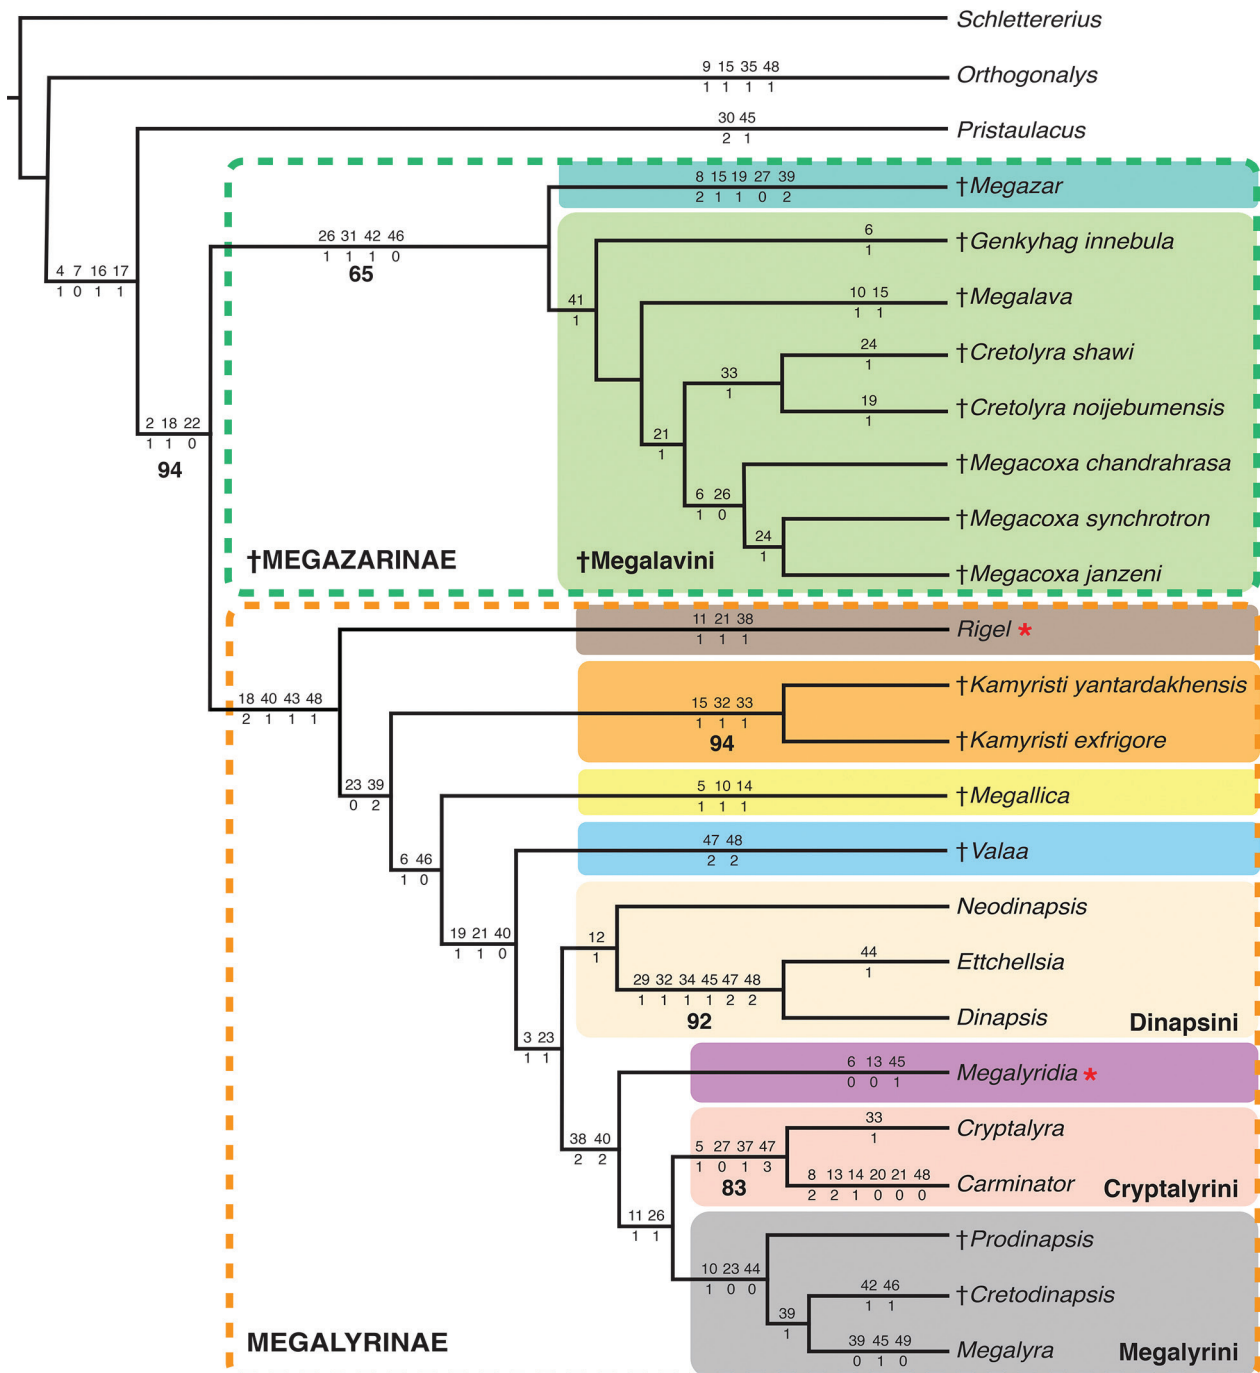 Schlettererius
9 15 35 48
Orthogonalys
1 1 1 1
30 45
Pristaulacus
2 1
8 15 19 27 39
†Megazar
2 1 1 0 2
26 31 42 46
1 1 1 0
65
6
†Genkyhag innebula
1
4 7 16 17
1 0 1 1
41
1
10 15
†Megalava
1 1
24
†Cretolyra shawi
1
33
1
19
†Cretolyra noijebumensis
1
2 18 22
1 1 0
94
21
1
†Megacoxa chandrahrasa
6 26
1 0
†Megacoxa synchrotron
24
1
†MEGAZARINAE
†Megalavini
†Megacoxa janzeni
11 21 38
Rigel *
1 1 1
18 40 43 48
2 1 1 1
†Kamyristi yantardakhensis
15 32 33
1 1 1
94
†Kamyristi exfrigore
23 39
0 2
5 10 14
†Megallica
1 1 1
47 48
†Valaa
2 2
6 46
1 0
Neodinapsis
19 21 40
1 1 0
12
1
44
Ettchellsia
1
29 32 34 45 47 48
1 1 1 1 2 2
92
Dinapsis
Dinapsini
3 23
1 1
6 13 45
Megalyridia *
0 0 1
33
Cryptalyra
1
38 40
2 2
5 27 37 47
1 0 1 3
83
8 13 14 20 21 48
Carminator
2 2 1 0 0 0
Cryptalyrini
11 26
1 1
†Prodinapsis
10 23 44
1 0 0
42 46
†Cretodinapsis
1 1
39
1
MEGALYRINAE
39 45 49
Megalyra
0 1 0
Megalyrini